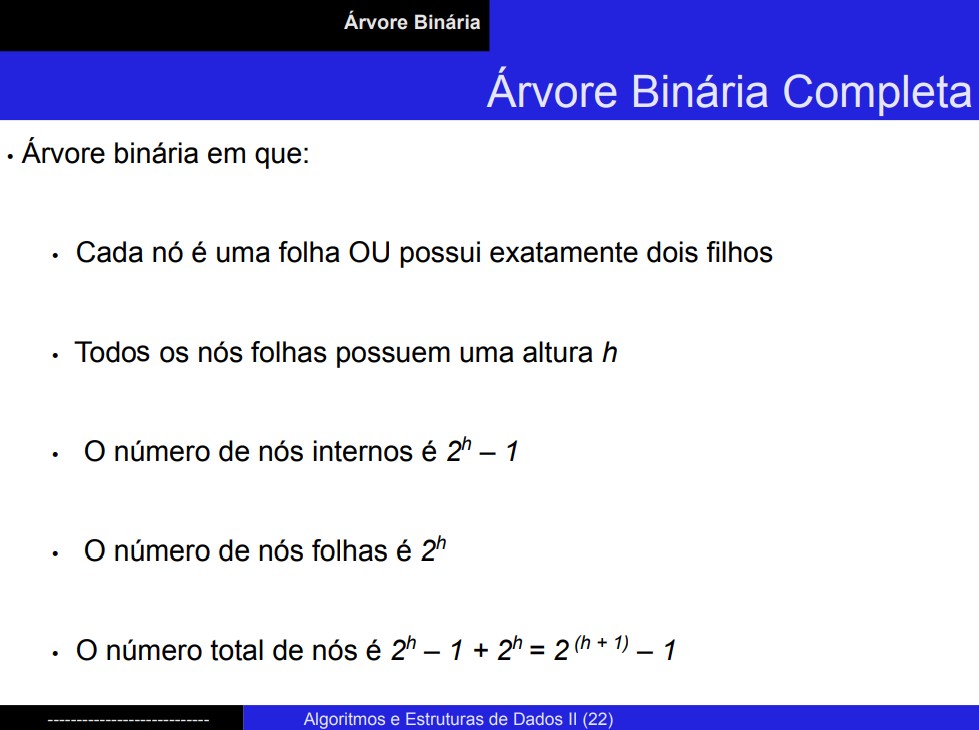 Árvore Binária
Árvore Binária Completa
• Árvore binária em que:
• Cada nó é uma folha OU possui exatamente dois filhos
• Todos os nós folhas possuem uma altura h
• O número de nós internos é 2^h – 1
• O número de nós folhas é 2^h
• O número total de nós é 2^h – 1 + 2^h = 2^(h + 1) – 1
----------------------------
Algoritmos e Estruturas de Dados II (22)